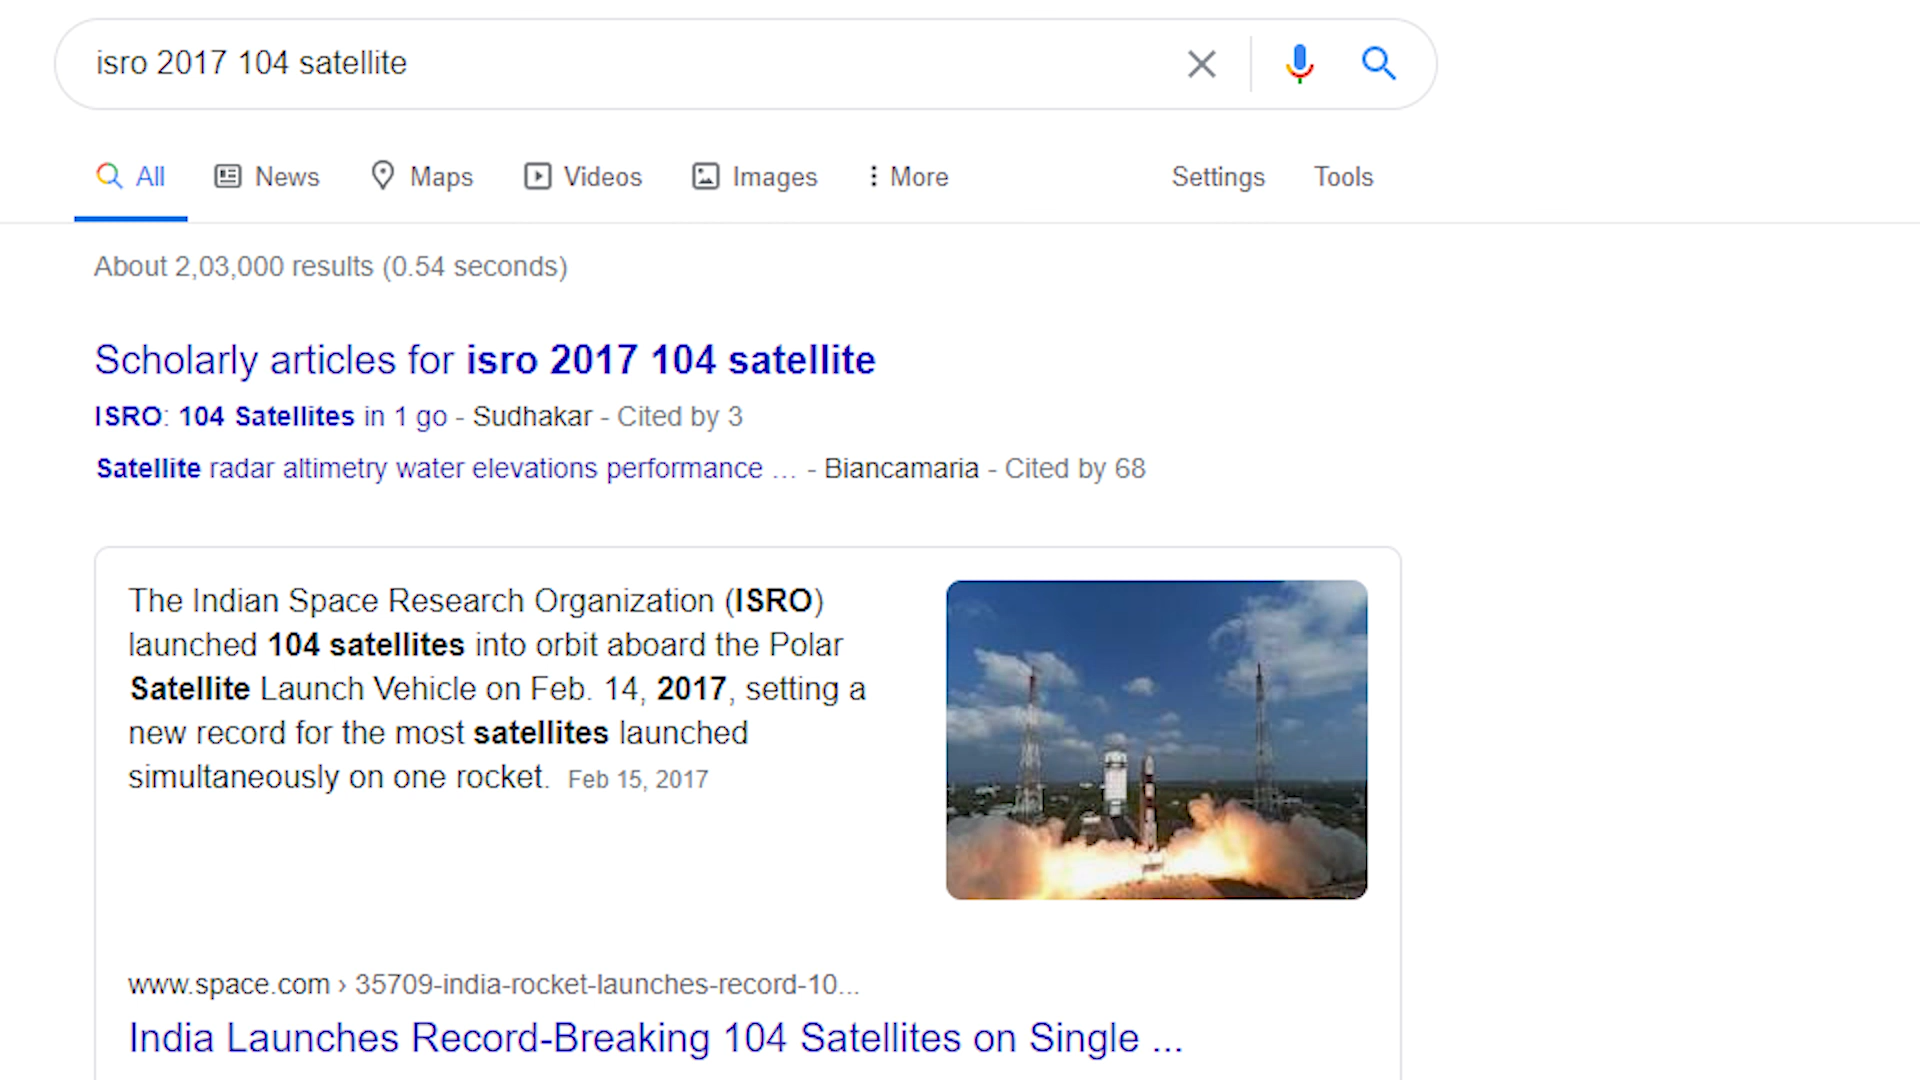 isro 2017 104 satellite
All News Maps Videos Images More Settings Tools
About 2,03,000 results (0.54 seconds)
Scholarly articles for isro 2017 104 satellite
ISRO: 104 Satellites in 1 go - Sudhakar - Cited by 3
Satellite radar altimetry water elevations performance ... - Biancamaria - Cited by 68
The Indian Space Research Organization (ISRO)
launched 104 satellites into orbit aboard the Polar
Satellite Launch Vehicle on Feb. 14, 2017, setting a
new record for the most satellites launched
simultaneously on one rocket. Feb 15, 2017
www.space.com › 35709-india-rocket-launches-record-10...
India Launches Record-Breaking 104 Satellites on Single ...